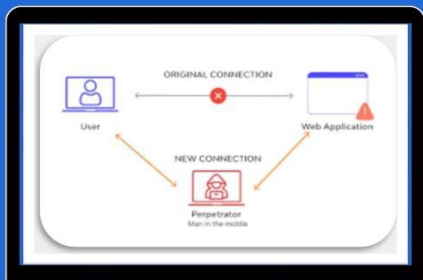 ORIGINAL CONNECTION
User
Web Application
NEW CONNECTION
Perpetrator
Man in the middle